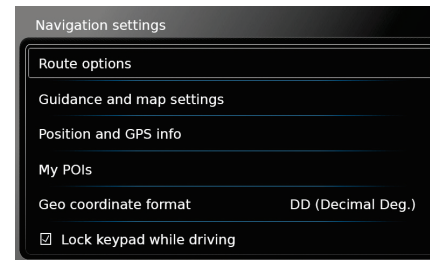 Navigation settings
Route options
Guidance and map settings
Position and GPS info
My POIs
Geo coordinate format DD (Decimal Deg.)
Lock keypad while driving